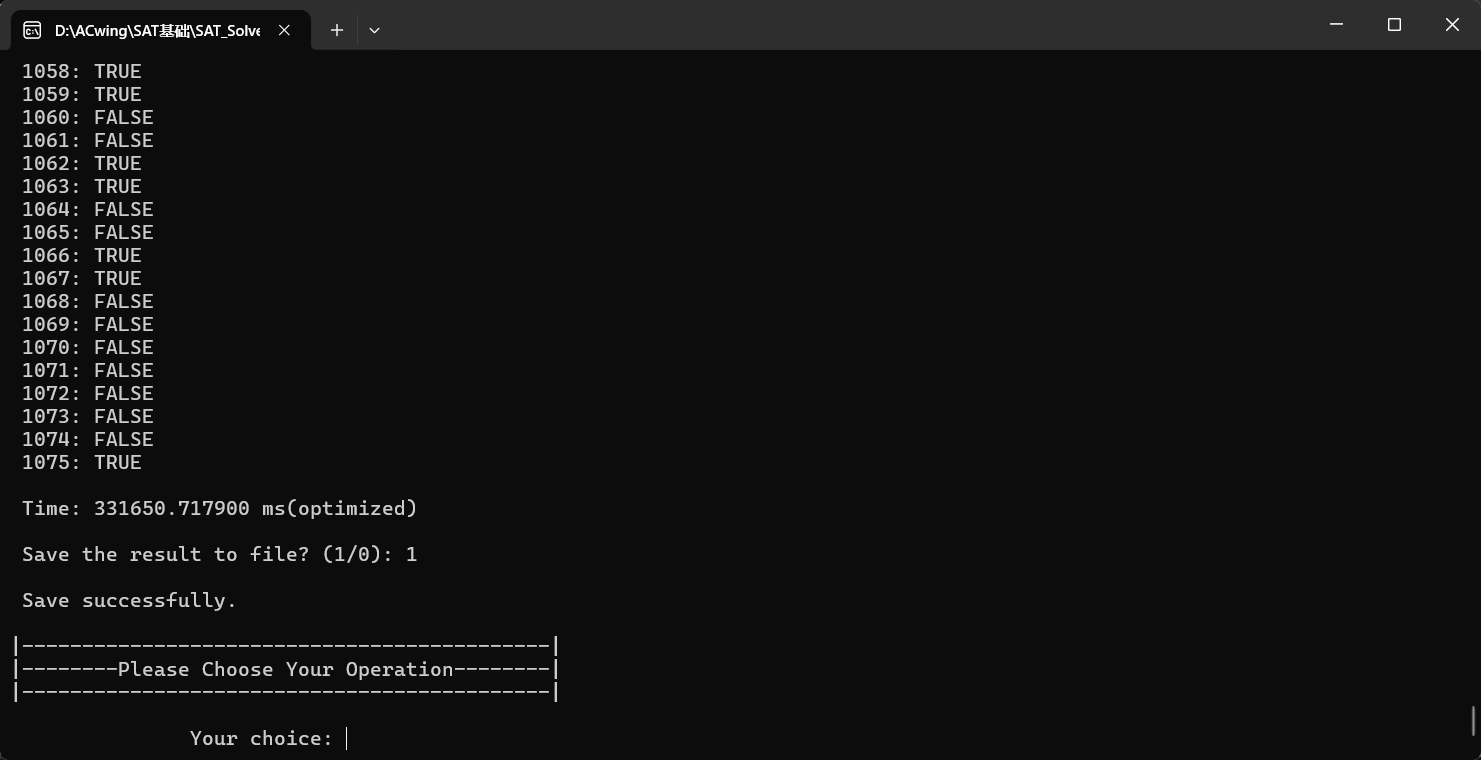 D:\ACwing\SAT基础\SAT_Solve
1058: TRUE
1059: TRUE
1060: FALSE
1061: FALSE
1062: TRUE
1063: TRUE
1064: FALSE
1065: FALSE
1066: TRUE
1067: TRUE
1068: FALSE
1069: FALSE
1070: FALSE
1071: FALSE
1072: FALSE
1073: FALSE
1074: FALSE
1075: TRUE
Time: 331650.717900 ms(optimized)
Save the result to file? (1/0): 1
Save successfully.
|--------------------------------------------|
|--------Please Choose Your Operation--------|
|--------------------------------------------|
Your choice: